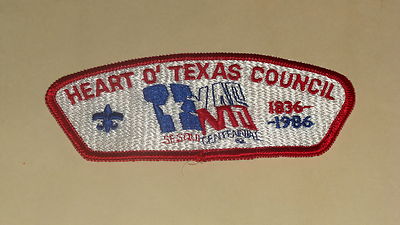 HEART O' TEXAS COUNCIL
1836-
-1986
SESQUICENTENNIAL